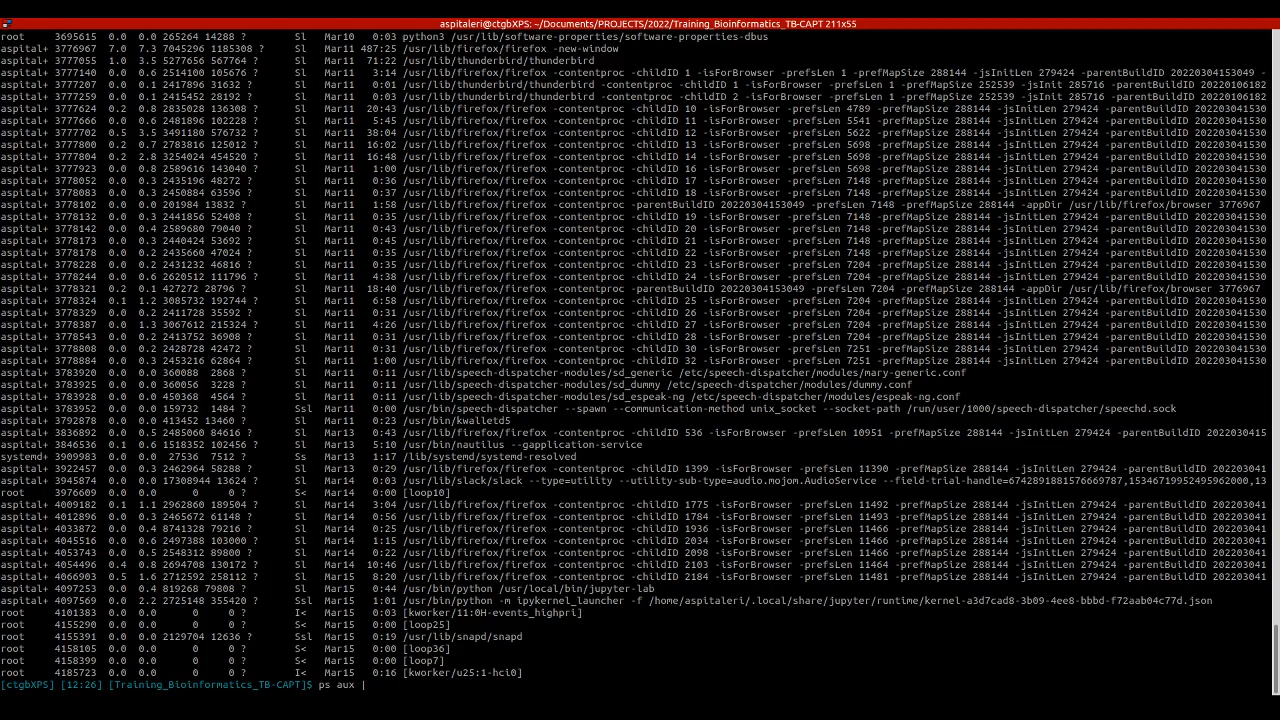 aspitaleri@ctgbXPS: ~/Documents/PROJECTS/2022/Training_Bioinformatics_TB-CAPT 211x55
root 3695615 0.0 0.0 265264 14288 ? Sl Mar10 0:03 python3 /usr/lib/software-properties/software-properties-dbus
aspital+ 3776967 7.0 7.3 7045296 1185308 ? Sl Mar11 487:25 /usr/lib/firefox/firefox -new-window
aspital+ 3777055 1.0 3.5 5277656 567764 ? Sl Mar11 71:22 /usr/lib/thunderbird/thunderbird
aspital+ 3777140 0.0 0.6 2514100 105676 ? Sl Mar11 3:14 /usr/lib/firefox/firefox -contentproc -childID 1 -isForBrowser -prefsLen 1 -prefMapSize 288144 -jsInitLen 279424 -parentBuildID 20220304153049 -
aspital+ 3777207 0.0 0.1 2417896 31632 ? Sl Mar11 0:01 /usr/lib/thunderbird/thunderbird -contentproc -childID 1 -isForBrowser -prefsLen 1 -prefMapSize 252539 -jsInit 285716 -parentBuildID 20220106182
aspital+ 3777259 0.0 0.1 2415452 28192 ? Sl Mar11 0:03 /usr/lib/thunderbird/thunderbird -contentproc -childID 2 -isForBrowser -prefsLen 1 -prefMapSize 252539 -jsInit 285716 -parentBuildID 20220106182
aspital+ 3777624 0.2 0.8 2835028 136308 ? Sl Mar11 20:43 /usr/lib/firefox/firefox -contentproc -childID 10 -isForBrowser -prefsLen 4789 -prefMapSize 288144 -jsInitLen 279424 -parentBuildID 202203041530
aspital+ 3777666 0.0 0.6 2481896 102228 ? Sl Mar11 5:45 /usr/lib/firefox/firefox -contentproc -childID 11 -isForBrowser -prefsLen 5541 -prefMapSize 288144 -jsInitLen 279424 -parentBuildID 202203041530
aspital+ 3777702 0.5 3.5 3491180 576732 ? Sl Mar11 38:04 /usr/lib/firefox/firefox -contentproc -childID 12 -isForBrowser -prefsLen 5622 -prefMapSize 288144 -jsInitLen 279424 -parentBuildID 202203041530
aspital+ 3777800 0.2 0.7 2783816 125012 ? Sl Mar11 16:02 /usr/lib/firefox/firefox -contentproc -childID 13 -isForBrowser -prefsLen 5698 -prefMapSize 288144 -jsInitLen 279424 -parentBuildID 202203041530
aspital+ 3777804 0.2 2.8 3254024 454520 ? Sl Mar11 16:48 /usr/lib/firefox/firefox -contentproc -childID 14 -isForBrowser -prefsLen 5698 -prefMapSize 288144 -jsInitLen 279424 -parentBuildID 202203041530
aspital+ 3777923 0.0 0.8 2589616 143040 ? Sl Mar11 1:00 /usr/lib/firefox/firefox -contentproc -childID 16 -isForBrowser -prefsLen 5698 -prefMapSize 288144 -jsInitLen 279424 -parentBuildID 202203041530
aspital+ 3778052 0.0 0.3 2435196 48272 ? Sl Mar11 0:36 /usr/lib/firefox/firefox -contentproc -childID 17 -isForBrowser -prefsLen 7148 -prefMapSize 288144 -jsInitLen 279424 -parentBuildID 202203041530
aspital+ 3778083 0.0 0.3 2450884 63596 ? Sl Mar11 0:37 /usr/lib/firefox/firefox -contentproc -childID 18 -isForBrowser -prefsLen 7148 -prefMapSize 288144 -jsInitLen 279424 -parentBuildID 202203041530
aspital+ 3778102 0.0 0.0 201984 13832 ? Sl Mar11 1:58 /usr/lib/firefox/firefox -contentproc -parentBuildID 20220304153049 -prefsLen 7148 -prefMapSize 288144 -appDir /usr/lib/firefox/browser 3776967
aspital+ 3778132 0.0 0.3 2441856 52408 ? Sl Mar11 0:35 /usr/lib/firefox/firefox -contentproc -childID 19 -isForBrowser -prefsLen 7148 -prefMapSize 288144 -jsInitLen 279424 -parentBuildID 202203041530
aspital+ 3778142 0.0 0.4 2589680 79040 ? Sl Mar11 0:43 /usr/lib/firefox/firefox -contentproc -childID 20 -isForBrowser -prefsLen 7148 -prefMapSize 288144 -jsInitLen 279424 -parentBuildID 202203041530
aspital+ 3778173 0.0 0.3 2440424 53692 ? Sl Mar11 0:45 /usr/lib/firefox/firefox -contentproc -childID 21 -isForBrowser -prefsLen 7148 -prefMapSize 288144 -jsInitLen 279424 -parentBuildID 202203041530
aspital+ 3778178 0.0 0.2 2435660 47024 ? Sl Mar11 0:35 /usr/lib/firefox/firefox -contentproc -childID 22 -isForBrowser -prefsLen 7148 -prefMapSize 288144 -jsInitLen 279424 -parentBuildID 202203041530
aspital+ 3778228 0.0 0.2 2431232 46816 ? Sl Mar11 0:35 /usr/lib/firefox/firefox -contentproc -childID 23 -isForBrowser -prefsLen 7204 -prefMapSize 288144 -jsInitLen 279424 -parentBuildID 202203041530
aspital+ 3778244 0.0 0.6 2620512 111796 ? Sl Mar11 4:38 /usr/lib/firefox/firefox -contentproc -childID 24 -isForBrowser -prefsLen 7204 -prefMapSize 288144 -jsInitLen 279424 -parentBuildID 202203041530
aspital+ 3778321 0.2 0.1 427272 28796 ? Sl Mar11 18:40 /usr/lib/firefox/firefox -contentproc -parentBuildID 20220304153049 -prefsLen 7204 -prefMapSize 288144 -appDir /usr/lib/firefox/browser 3776967
aspital+ 3778324 0.1 1.2 3085732 192744 ? Sl Mar11 6:58 /usr/lib/firefox/firefox -contentproc -childID 25 -isForBrowser -prefsLen 7204 -prefMapSize 288144 -jsInitLen 279424 -parentBuildID 202203041530
aspital+ 3778329 0.0 0.2 2411728 35592 ? Sl Mar11 0:31 /usr/lib/firefox/firefox -contentproc -childID 26 -isForBrowser -prefsLen 7204 -prefMapSize 288144 -jsInitLen 279424 -parentBuildID 202203041530
aspital+ 3778387 0.0 1.3 3067612 215324 ? Sl Mar11 4:26 /usr/lib/firefox/firefox -contentproc -childID 27 -isForBrowser -prefsLen 7204 -prefMapSize 288144 -jsInitLen 279424 -parentBuildID 202203041530
aspital+ 3778543 0.0 0.2 2413752 36908 ? Sl Mar11 0:31 /usr/lib/firefox/firefox -contentproc -childID 28 -isForBrowser -prefsLen 7204 -prefMapSize 288144 -jsInitLen 279424 -parentBuildID 202203041530
aspital+ 3778808 0.0 0.2 2428728 42472 ? Sl Mar11 0:31 /usr/lib/firefox/firefox -contentproc -childID 30 -isForBrowser -prefsLen 7251 -prefMapSize 288144 -jsInitLen 279424 -parentBuildID 202203041530
aspital+ 3778884 0.0 0.3 2453216 62864 ? Sl Mar11 1:00 /usr/lib/firefox/firefox -contentproc -childID 32 -isForBrowser -prefsLen 7251 -prefMapSize 288144 -jsInitLen 279424 -parentBuildID 202203041530
aspital+ 3783920 0.0 0.0 360088 2868 ? Sl Mar11 0:11 /usr/lib/speech-dispatcher-modules/sd_generic /etc/speech-dispatcher/modules/mary-generic.conf
aspital+ 3783925 0.0 0.0 360056 3228 ? Sl Mar11 0:11 /usr/lib/speech-dispatcher-modules/sd_dummy /etc/speech-dispatcher/modules/dummy.conf
aspital+ 3783928 0.0 0.0 450368 4564 ? Sl Mar11 0:11 /usr/lib/speech-dispatcher-modules/sd_espeak-ng /etc/speech-dispatcher/modules/espeak-ng.conf
aspital+ 3783952 0.0 0.0 159732 1484 ? Ssl Mar11 0:00 /usr/bin/speech-dispatcher --spawn --communication-method unix_socket --socket-path /run/user/1000/speech-dispatcher/speechd.sock
aspital+ 3792878 0.0 0.0 413452 13460 ? Sl Mar11 0:23 /usr/bin/kwalletd5
aspital+ 3836892 0.0 0.5 2485060 84616 ? Sl Mar13 0:43 /usr/lib/firefox/firefox -contentproc -childID 536 -isForBrowser -prefsLen 10951 -prefMapSize 288144 -jsInitLen 279424 -parentBuildID 2022030415
aspital+ 3846536 0.1 0.6 1518352 102456 ? Sl Mar13 5:10 /usr/bin/nautilus --gapplication-service
systemd+ 3909983 0.0 0.0 27536 7512 ? Ss Mar13 1:17 /lib/systemd/systemd-resolved
aspital+ 3922457 0.0 0.3 2462964 58288 ? Sl Mar13 0:29 /usr/lib/firefox/firefox -contentproc -childID 1399 -isForBrowser -prefsLen 11390 -prefMapSize 288144 -jsInitLen 279424 -parentBuildID 202203041
aspital+ 3945874 0.0 0.0 17308944 13624 ? Sl Mar14 0:03 /usr/lib/slack/slack --type=utility --utility-sub-type=audio.mojom.AudioService --field-trial-handle=6742891881576669787,15346719952495962000,13
root 3976609 0.0 0.0 0 0 ? S< Mar14 0:00 [loop10]
aspital+ 4009182 0.1 1.1 2962860 189504 ? Sl Mar14 3:04 /usr/lib/firefox/firefox -contentproc -childID 1775 -isForBrowser -prefsLen 11492 -prefMapSize 288144 -jsInitLen 279424 -parentBuildID 202203041
aspital+ 4012896 0.0 0.3 2465672 61148 ? Sl Mar14 0:56 /usr/lib/firefox/firefox -contentproc -childID 1784 -isForBrowser -prefsLen 11493 -prefMapSize 288144 -jsInitLen 279424 -parentBuildID 202203041
aspital+ 4033872 0.0 0.4 8741328 79216 ? Sl Mar14 0:25 /usr/lib/firefox/firefox -contentproc -childID 1936 -isForBrowser -prefsLen 11466 -prefMapSize 288144 -jsInitLen 279424 -parentBuildID 202203041
aspital+ 4045516 0.0 0.6 2497388 103000 ? Sl Mar14 1:15 /usr/lib/firefox/firefox -contentproc -childID 2034 -isForBrowser -prefsLen 11466 -prefMapSize 288144 -jsInitLen 279424 -parentBuildID 202203041
aspital+ 4053743 0.0 0.5 2548312 89800 ? Sl Mar14 0:22 /usr/lib/firefox/firefox -contentproc -childID 2098 -isForBrowser -prefsLen 11466 -prefMapSize 288144 -jsInitLen 279424 -parentBuildID 202203041
aspital+ 4054496 0.4 0.8 2694708 130172 ? Sl Mar14 10:46 /usr/lib/firefox/firefox -contentproc -childID 2103 -isForBrowser -prefsLen 11464 -prefMapSize 288144 -jsInitLen 279424 -parentBuildID 202203041
aspital+ 4066903 0.5 1.6 2712592 258112 ? Sl Mar14 8:20 /usr/lib/firefox/firefox -contentproc -childID 2184 -isForBrowser -prefsLen 11481 -prefMapSize 288144 -jsInitLen 279424 -parentBuildID 202203041
aspital+ 4097253 0.0 0.4 819268 79808 ? Sl Mar15 0:44 /usr/bin/python /usr/local/bin/jupyter-lab
aspital+ 4097569 0.0 2.2 2725148 355420 ? Ssl Mar15 1:01 /usr/bin/python -m ipykernel_launcher -f /home/aspitaleri/.local/share/jupyter/runtime/kernel-a3d7cad8-3b09-4ee8-bbbd-f72aab04c77d.json
root 4101383 0.0 0.0 0 0 ? I< Mar15 0:03 [kworker/11:0H-events_highpri]
root 4155290 0.0 0.0 0 0 ? S< Mar15 0:00 [loop25]
root 4155391 0.0 0.0 2129704 12636 ? Ssl Mar15 0:19 /usr/lib/snapd/snapd
root 4158105 0.0 0.0 0 0 ? S< Mar15 0:00 [loop36]
root 4158399 0.0 0.0 0 0 ? S< Mar15 0:00 [loop7]
root 4185723 0.0 0.0 0 0 ? I< Mar15 0:16 [kworker/u25:1-hci0]
[ctgbXPS] [12:26] [Training_Bioinformatics_TB-CAPT]$ ps aux |